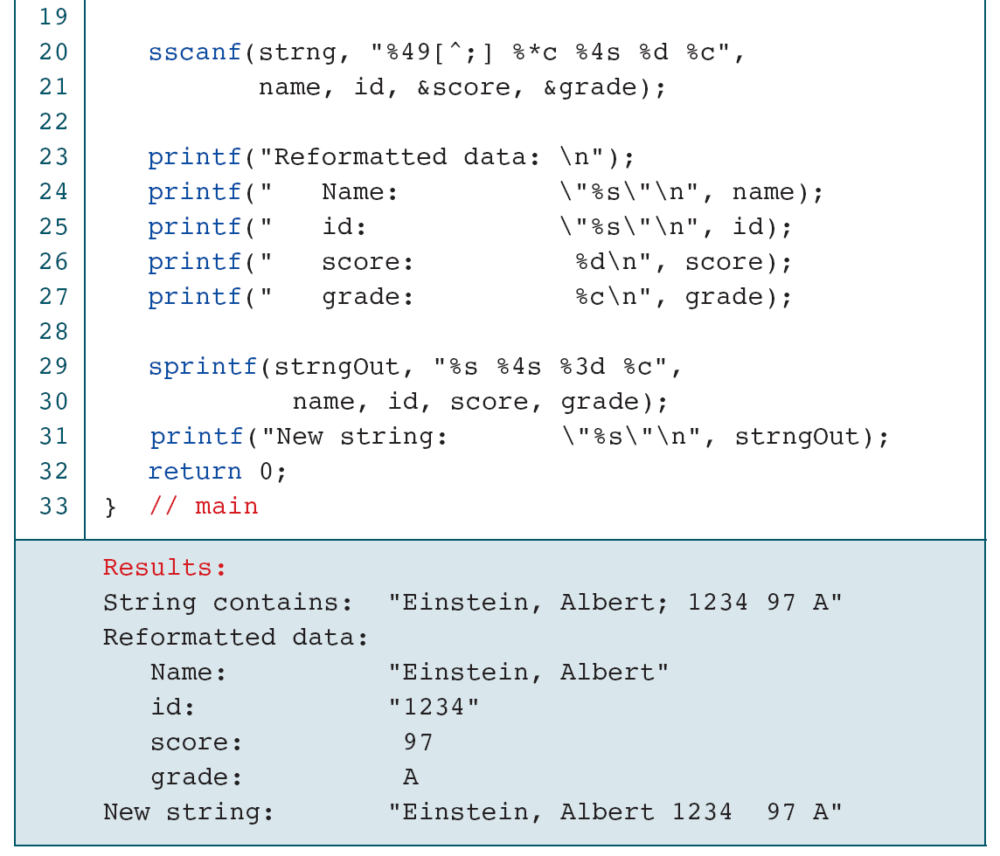 19
20 sscanf(strng, "%49[^;] %*c %4s %d %c",
21 name, id, &score, &grade);
22
23 printf("Reformatted data: \n");
24 printf("   Name:          \"%s\"\n", name);
25 printf("   id:            \"%s\"\n", id);
26 printf("   score:          %d\n", score);
27 printf("   grade:          %c\n", grade);
28
29 sprintf(strngOut, "%s %4s %3d %c",
30 name, id, score, grade);
31 printf("New string:       \"%s\"\n", strngOut);
32 return 0;
33 } // main
Results:
String contains:  "Einstein, Albert; 1234 97 A"
Reformatted data:
   Name:          "Einstein, Albert"
   id:            "1234"
   score:          97
   grade:          A
New string:       "Einstein, Albert 1234  97 A"